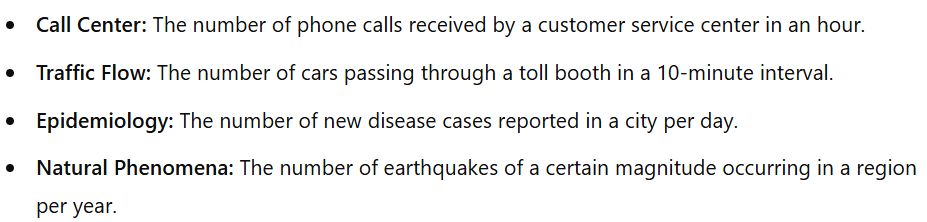 • Call Center: The number of phone calls received by a customer service center in an hour.
• Traffic Flow: The number of cars passing through a toll booth in a 10-minute interval.
• Epidemiology: The number of new disease cases reported in a city per day.
• Natural Phenomena: The number of earthquakes of a certain magnitude occurring in a region
per year.